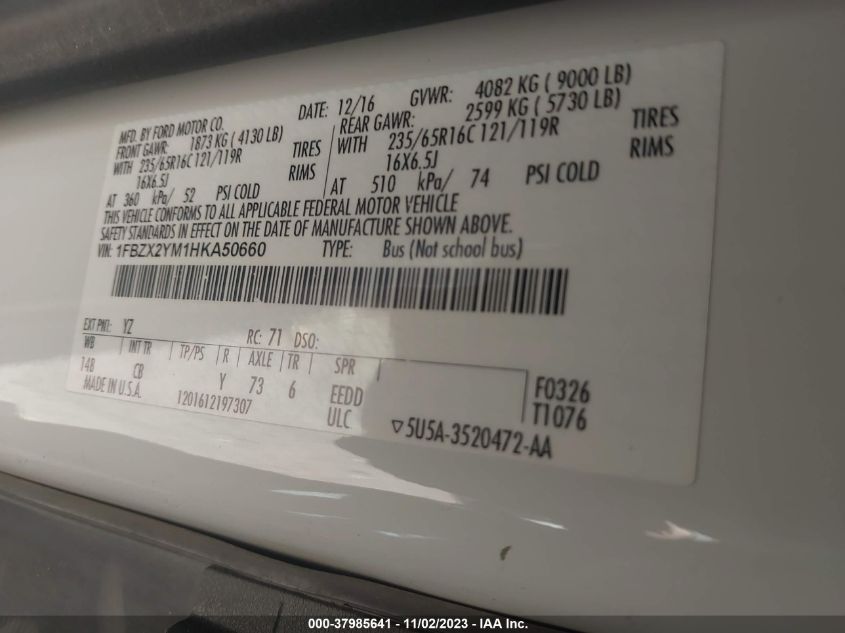 MFD. BY FORD MOTOR CO. DATE: 12/16 GVWR: 4082 KG ( 9000 LB)
FRONT GAWR: 1873 KG ( 4130 LB) REAR GAWR: 2599 KG ( 5730 LB)
WITH 235/65R16C 121/119R TIRES WITH 235/65R16C 121/119R TIRES
16X6.5J RIMS 16X6.5J RIMS
AT 360 kPa/ 52 PSI COLD AT 510 kPa/ 74 PSI COLD
THIS VEHICLE CONFORMS TO ALL APPLICABLE FEDERAL MOTOR VEHICLE
SAFETY STANDARDS IN EFFECT ON THE DATE OF MANUFACTURE SHOWN ABOVE.
VIN: 1FBZX2YM1HKA50660 TYPE: Bus (Not school bus)
EXT PNT: YZ RC: 71 DSO:
WB INT TR TP/PS R AXLE TR SPR
148 CB Y 73 6 EEDD F0326
MADE IN U.S.A. 1201612197307 ULC T1076
▽5U5A-3520472-AA
000-37985641 - 11/02/2023 - IAA Inc.